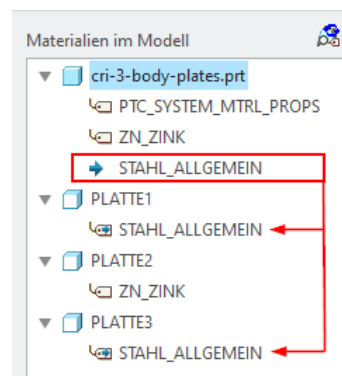 Materialien im Modell
cri-3-body-plates.prt
PTC_SYSTEM_MTRL_PROPS
ZN_ZINK
STAHL_ALLGEMEIN
PLATTE1
STAHL_ALLGEMEIN
PLATTE2
ZN_ZINK
PLATTE3
STAHL_ALLGEMEIN